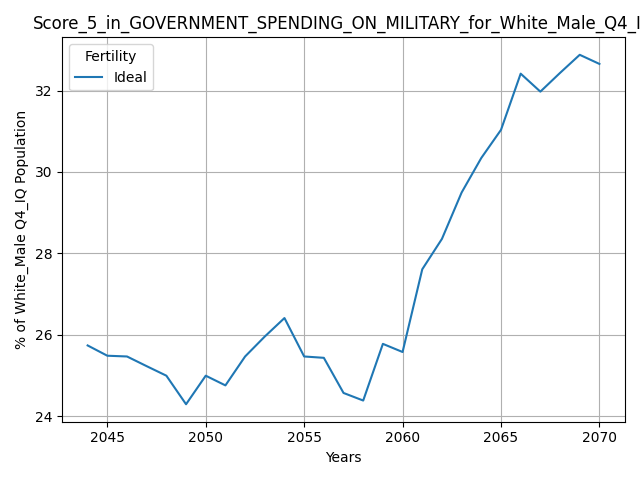 Score_5_in_GOVERNMENT_SPENDING_ON_MILITARY_for_White_Male_Q4_I
Fertility
Ideal
% of White_Male Q4_IQ Population
32
30
28
26
24
2045
2050
2055
2060
2065
2070
Years